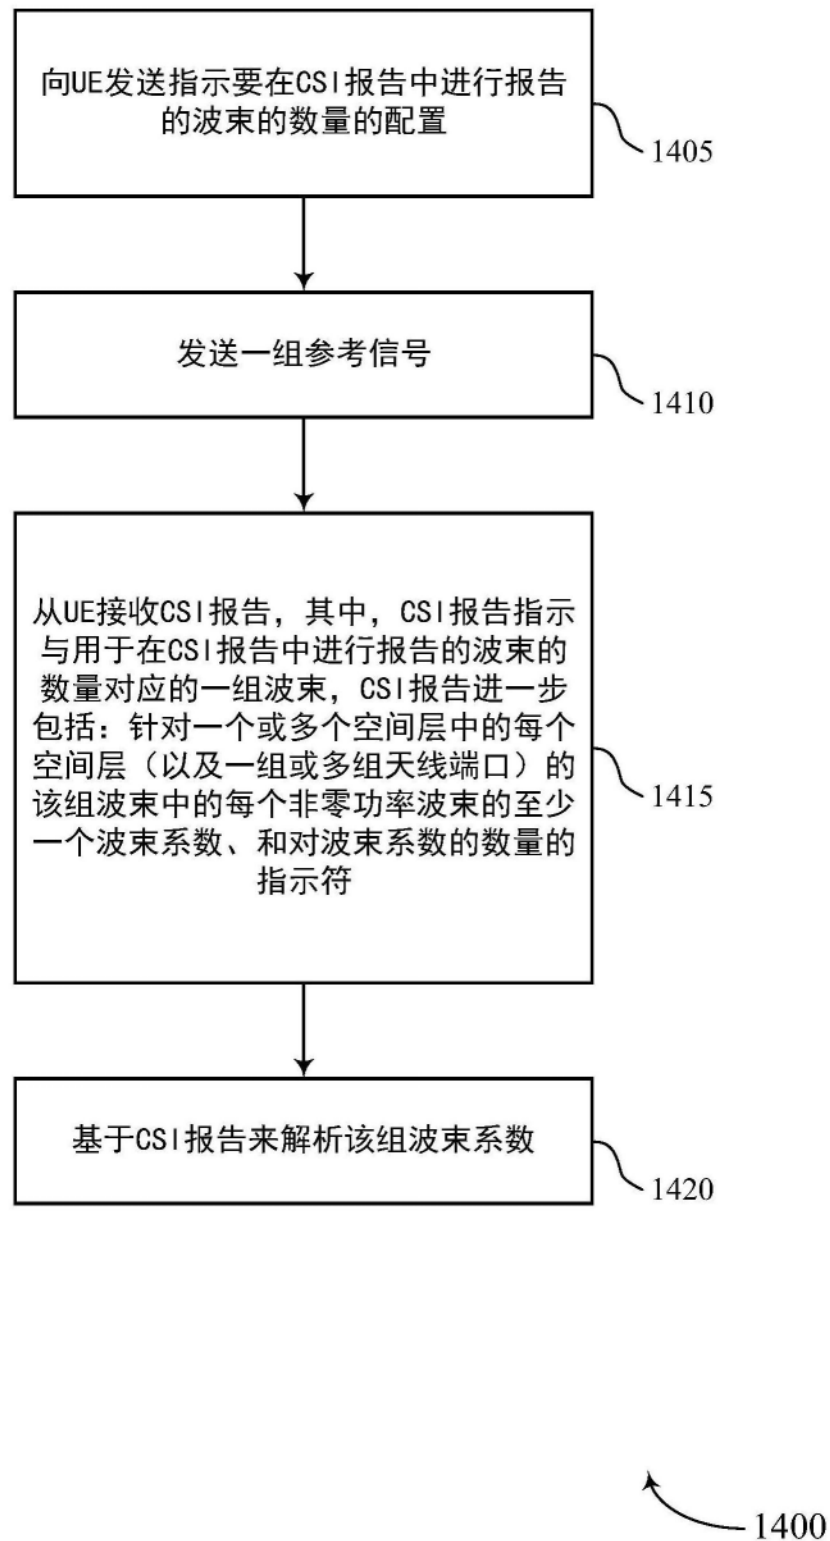 向UE发送指示要在CSI报告中进行报告
的波束的数量的配置
1405
发送一组参考信号
1410
从UE接收CSI报告，其中，CSI报告指示
与用于在CSI报告中进行报告的波束的
数量对应的一组波束，CSI报告进一步
包括：针对一个或多个空间层中的每个
空间层（以及一组或多组天线端口）的
该组波束中的每个非零功率波束的至少
一个波束系数、和对波束系数的数量的
指示符
1415
基于CSI报告来解析该组波束系数
1420
1400